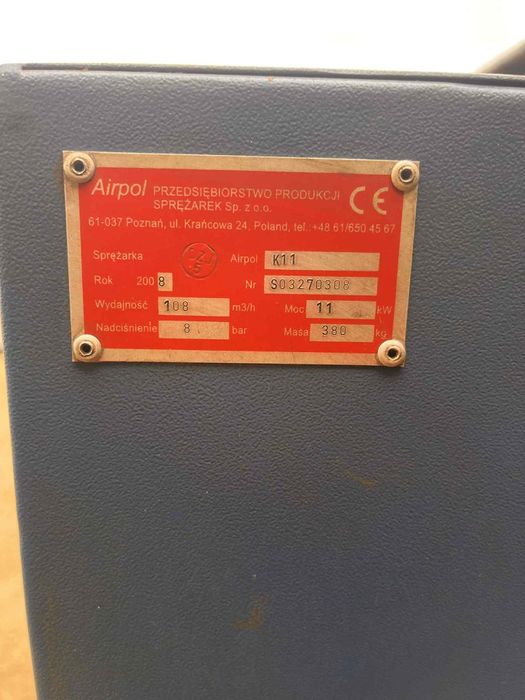 Airpol PRZEDSIĘBIORSTWO PRODUKCJI
SPRĘŻAREK Sp. z o.o.
CE
61-037 Poznań, ul. Krańcowa 24, Poland, tel.:+48 61/650 45 67
Sprężarka Airpol K11
Rok 2008 Nr S03270308
Wydajność 108 m3/h Moc 11 kW
Nadciśnienie 8 bar Masa 380 kg